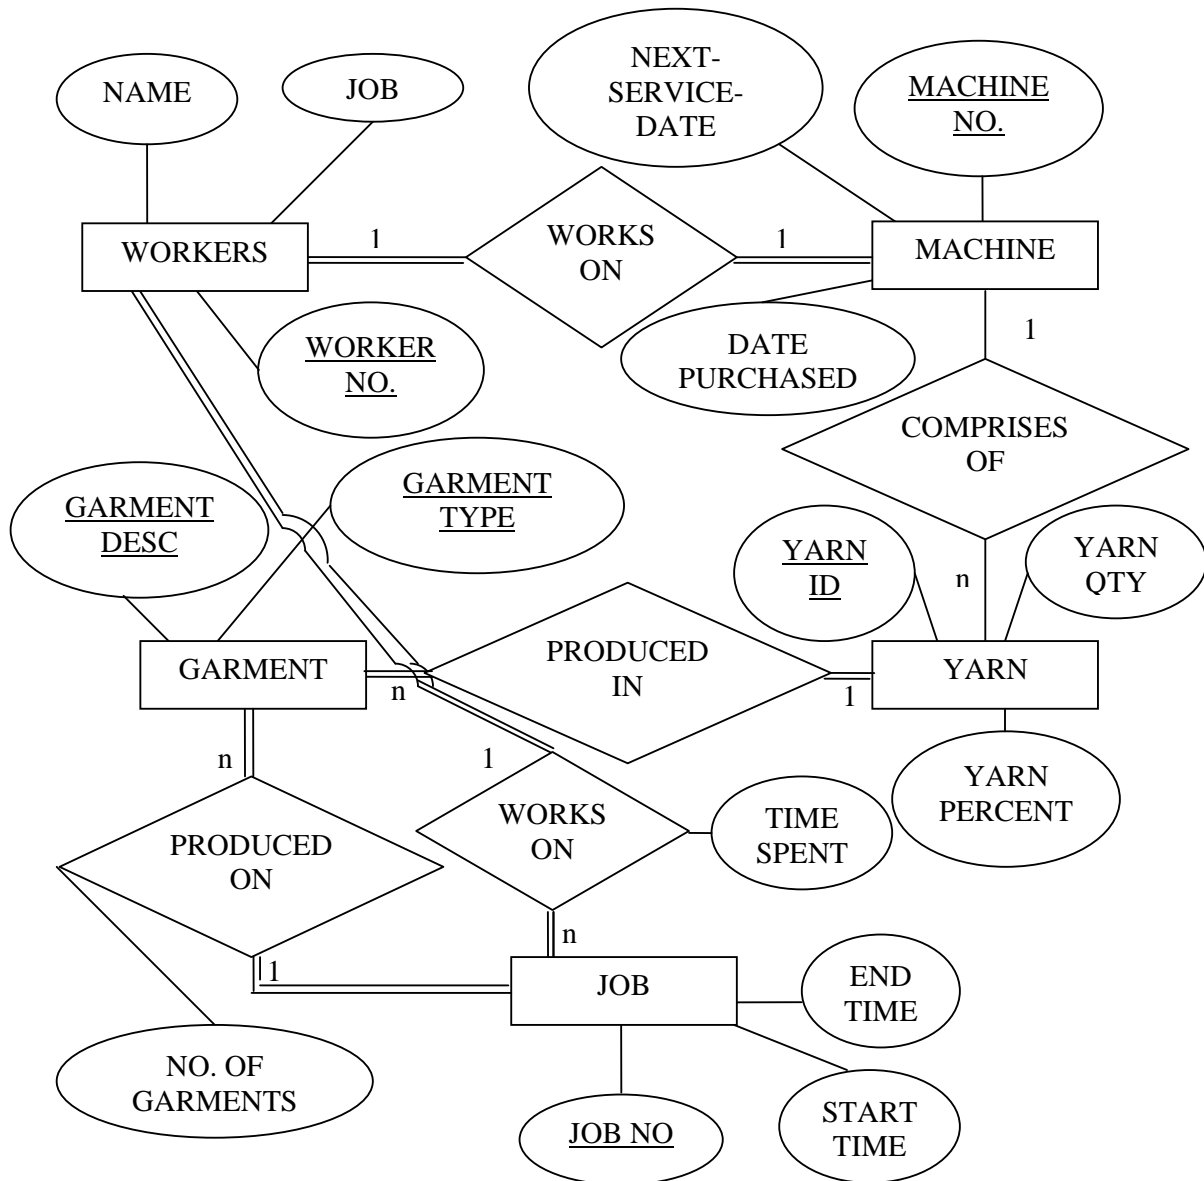 NAME
JOB
NEXT-
SERVICE-
DATE
MACHINE
NO.
WORKERS
1
WORKS
ON
1
MACHINE
WORKER
NO.
DATE
PURCHASED
1
COMPRISES
OF
GARMENT
DESC
GARMENT
TYPE
YARN
ID
n
YARN
QTY
GARMENT
n
PRODUCED
IN
1
YARN
n
1
YARN
PERCENT
PRODUCED
ON
WORKS
ON
TIME
SPENT
n
1
JOB
END
TIME
NO. OF
GARMENTS
JOB NO
START
TIME